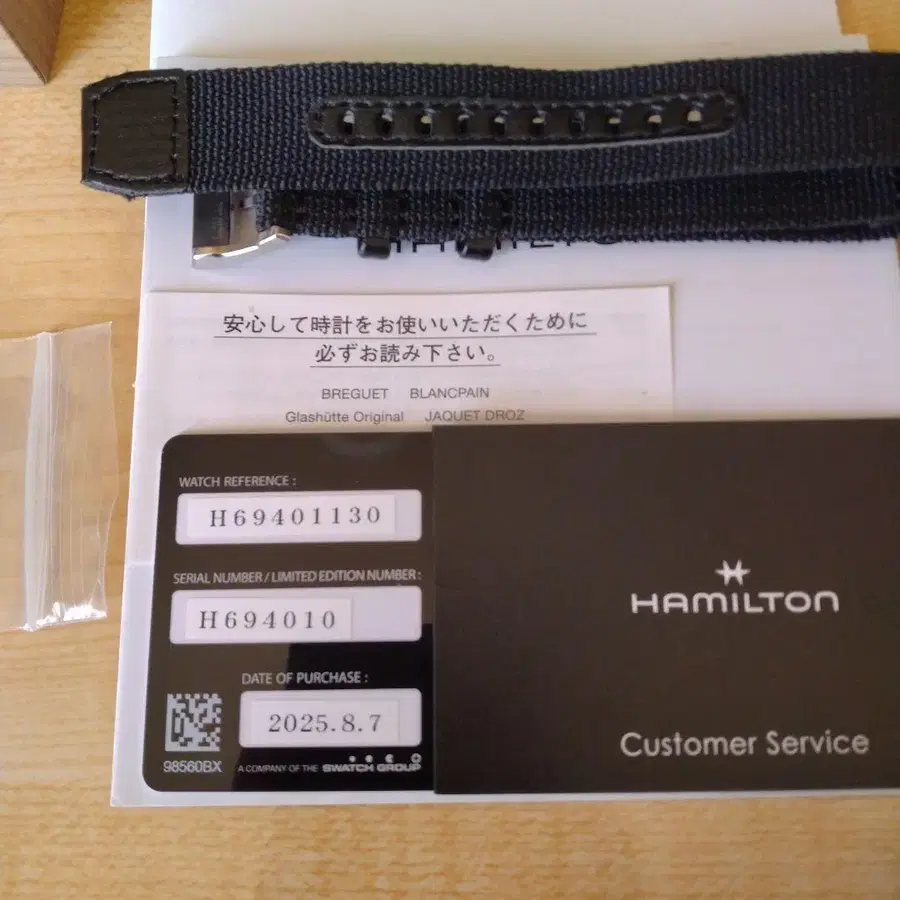 安心して時計をお使いいただくために
必ずお読み下さい。
BREGUET BLANCPAIN
Glashütte Original JAQUET DROZ
WATCH REFERENCE :
H69401130
SERIAL NUMBER / LIMITED EDITION NUMBER :
H694010
DATE OF PURCHASE :
2025.8.7
98560BX
A COMPANY OF THE SWATCH GROUP
HAMILTON
Customer Service